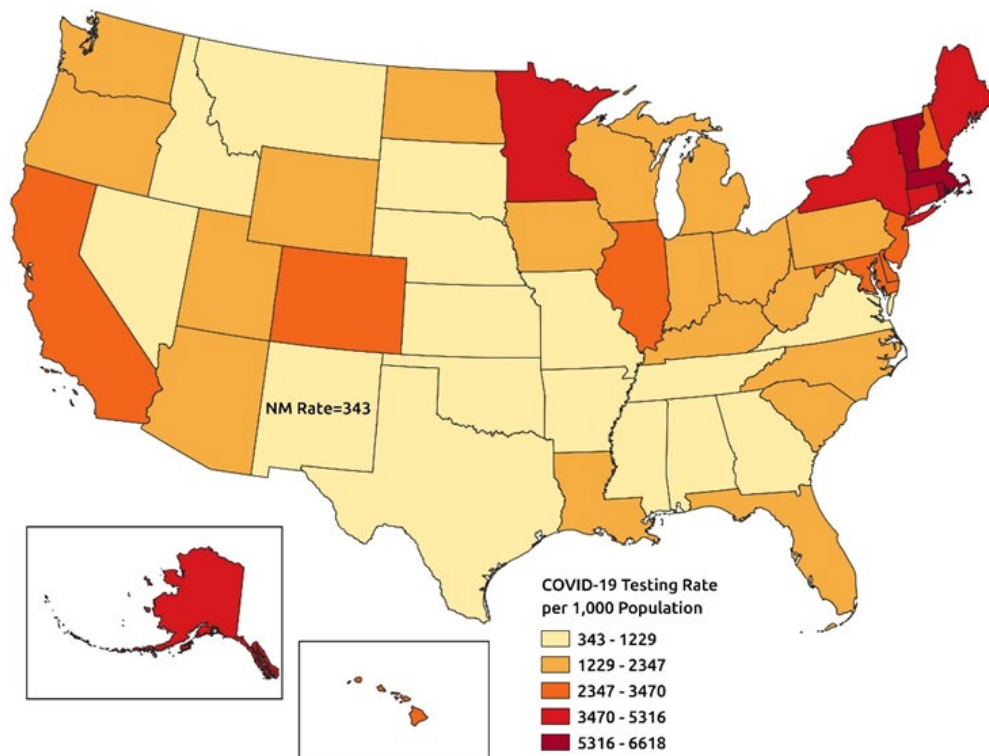 NM Rate=343
COVID-19 Testing Rate
per 1,000 Population
343 - 1229
1229 - 2347
2347 - 3470
3470 - 5316
5316 - 6618